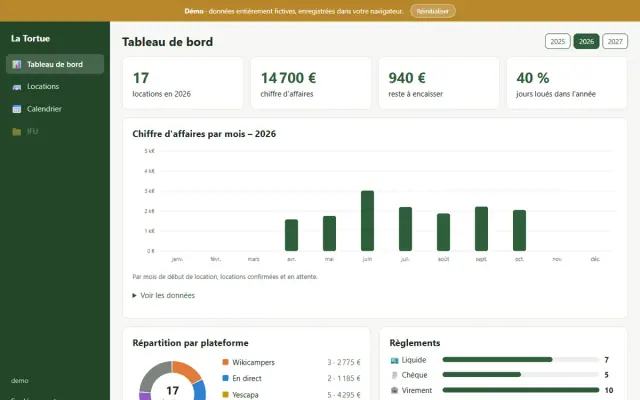 Démo - données entièrement fictives, enregistrées dans votre navigateur. Réinitialiser
La Tortue
Tableau de bord
Locations
Calendrier
IFU
demo
Tableau de bord
2025 2026 2027
17
locations en 2026
14 700 €
chiffre d'affaires
940 €
reste à encaisser
40 %
jours loués dans l'année
Chiffre d'affaires par mois – 2026
5 k€
4 k€
3 k€
2 k€
1 k€
0 €
janv. févr. mars avr. mai juin juil. août sept. oct. nov. déc.
Par mois de début de location, locations confirmées et en attente.
Voir les données
Répartition par plateforme
17
Wikicampers 3 · 2 775 €
En direct 2 · 1 185 €
Yescapa 5 · 4 295 €
Règlements
Liquide 7
Chèque 5
Virement 10